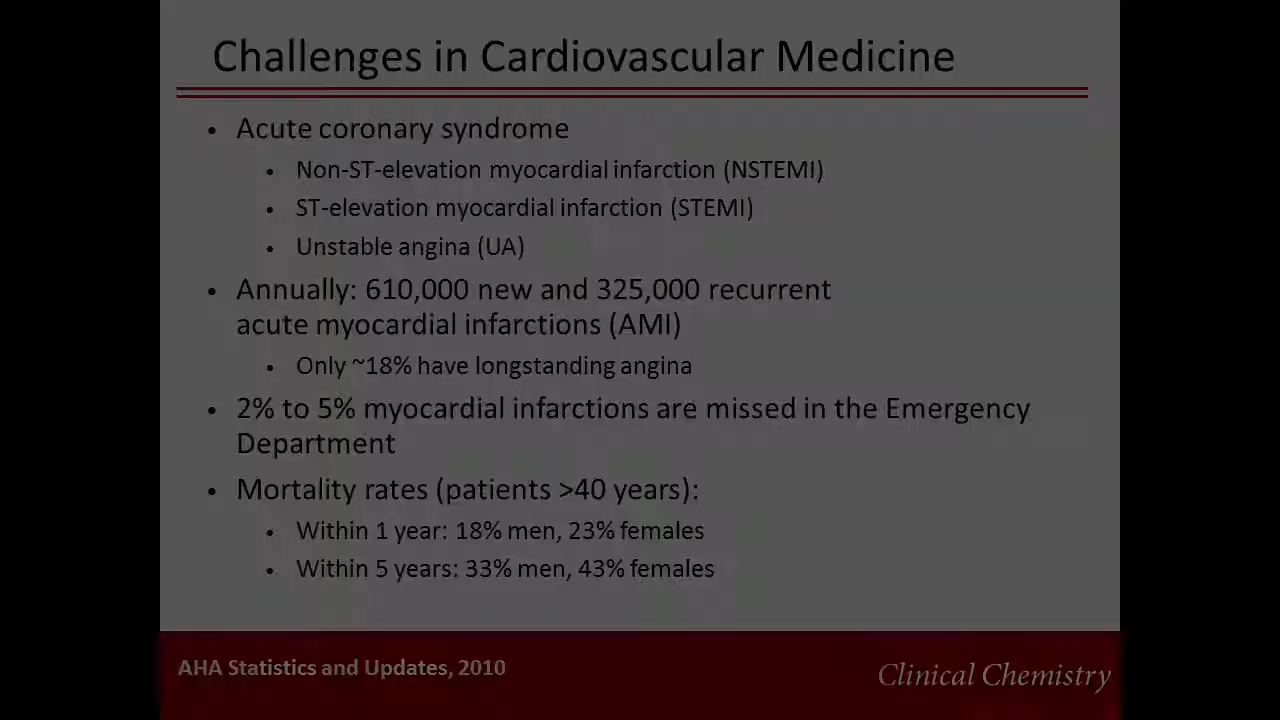 Challenges in Cardiovascular Medicine
• Acute coronary syndrome
• Non-ST-elevation myocardial infarction (NSTEMI)
• ST-elevation myocardial infarction (STEMI)
• Unstable angina (UA)
• Annually: 610,000 new and 325,000 recurrent
acute myocardial infarctions (AMI)
• Only ~18% have longstanding angina
• 2% to 5% myocardial infarctions are missed in the Emergency
Department
• Mortality rates (patients >40 years):
• Within 1 year: 18% men, 23% females
• Within 5 years: 33% men, 43% females
AHA Statistics and Updates, 2010
Clinical Chemistry